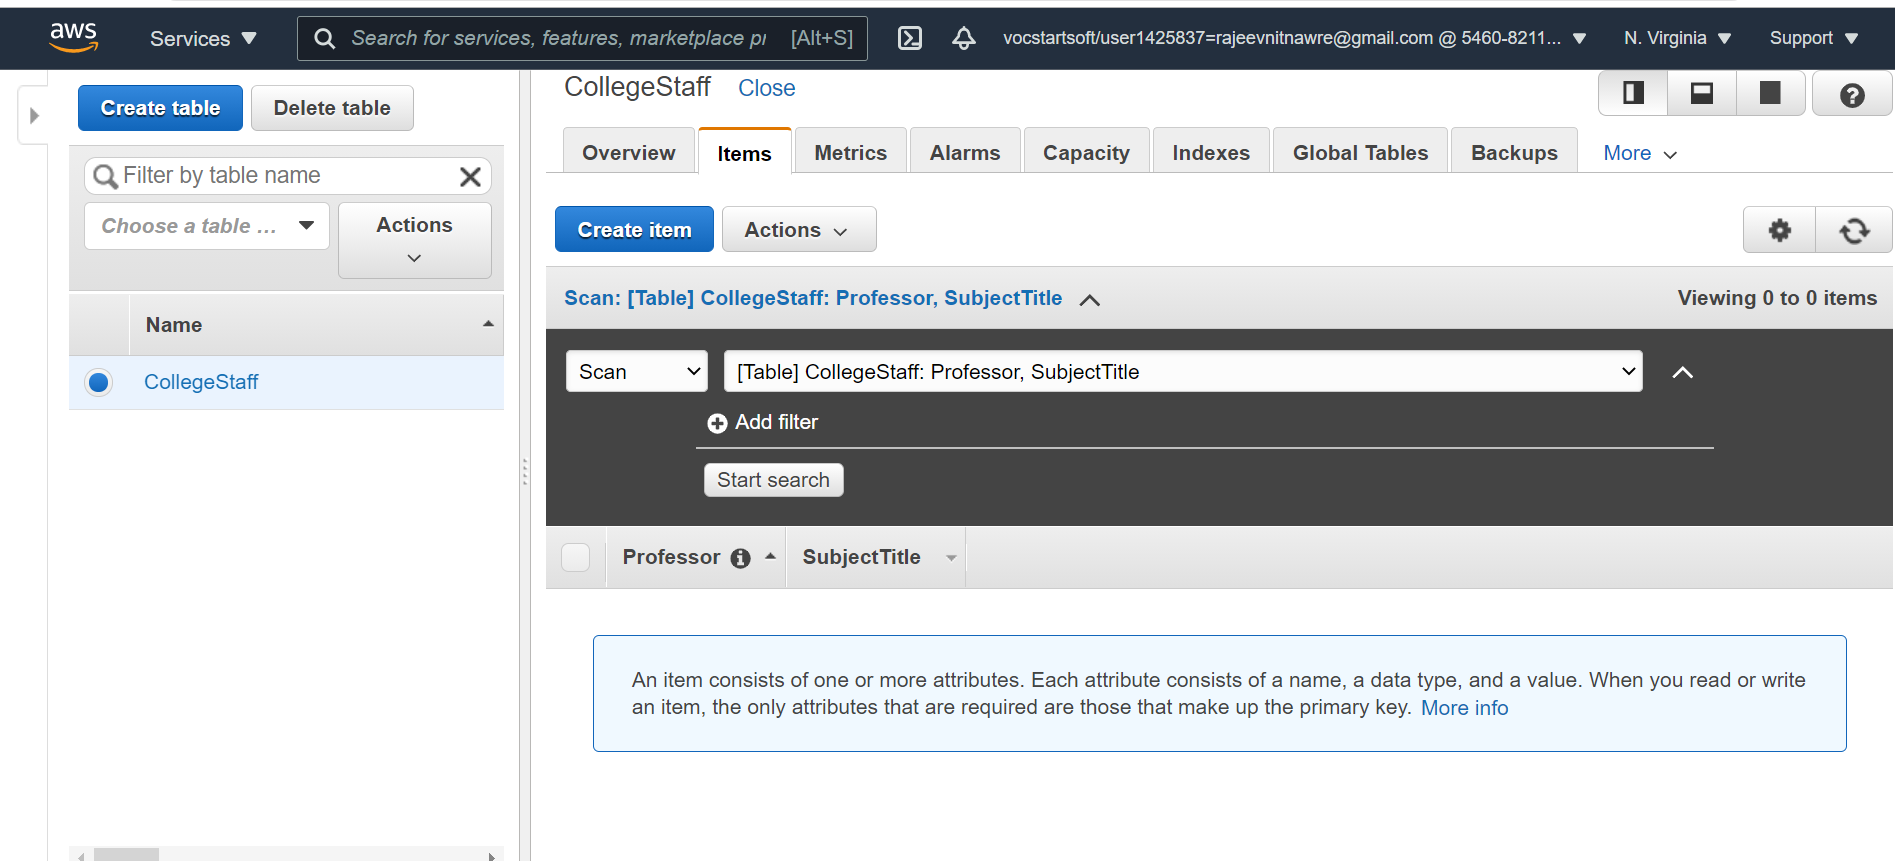 aws
Services
Search for services, features, marketplace pr [Alt+S]
vocstartsoft/user1425837=rajeevnitnawre@gmail.com @ 5460-8211...
N. Virginia
Support
Create table
Delete table
Filter by table name
Choose a table ...
Actions
Name
CollegeStaff
CollegeStaff Close
Overview
Items
Metrics
Alarms
Capacity
Indexes
Global Tables
Backups
More
Create item
Actions
Scan: [Table] CollegeStaff: Professor, SubjectTitle
Viewing 0 to 0 items
Scan
[Table] CollegeStaff: Professor, SubjectTitle
Add filter
Start search
Professor
SubjectTitle
An item consists of one or more attributes. Each attribute consists of a name, a data type, and a value. When you read or write
an item, the only attributes that are required are those that make up the primary key. More info